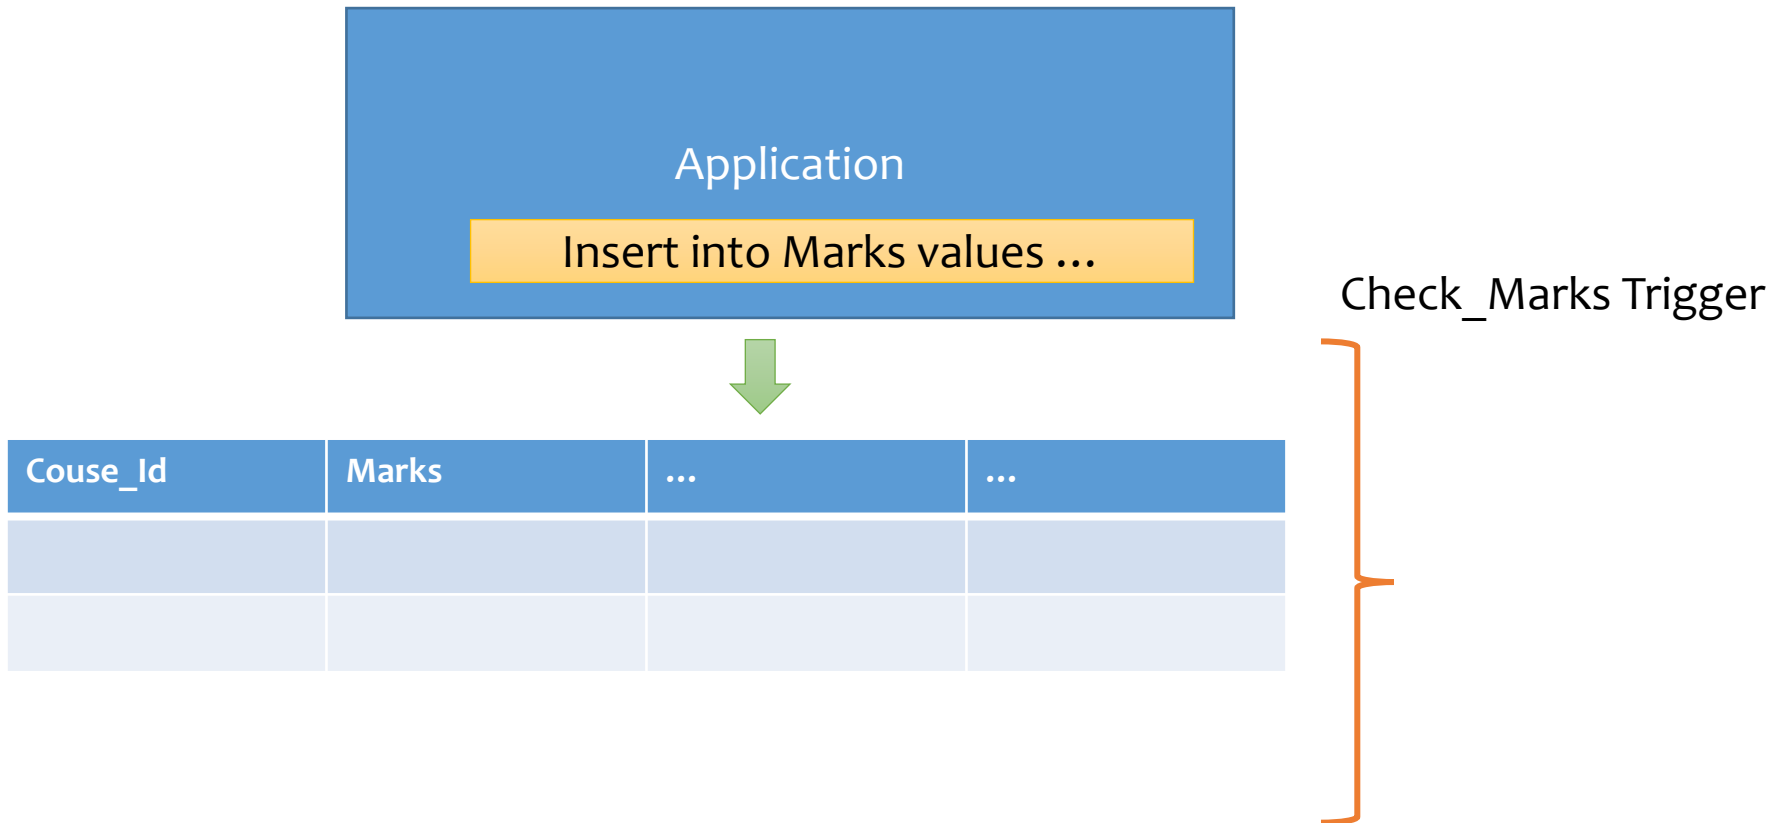 Application
Insert into Marks values ...
Check_Marks Trigger
Couse_Id Marks ... ...